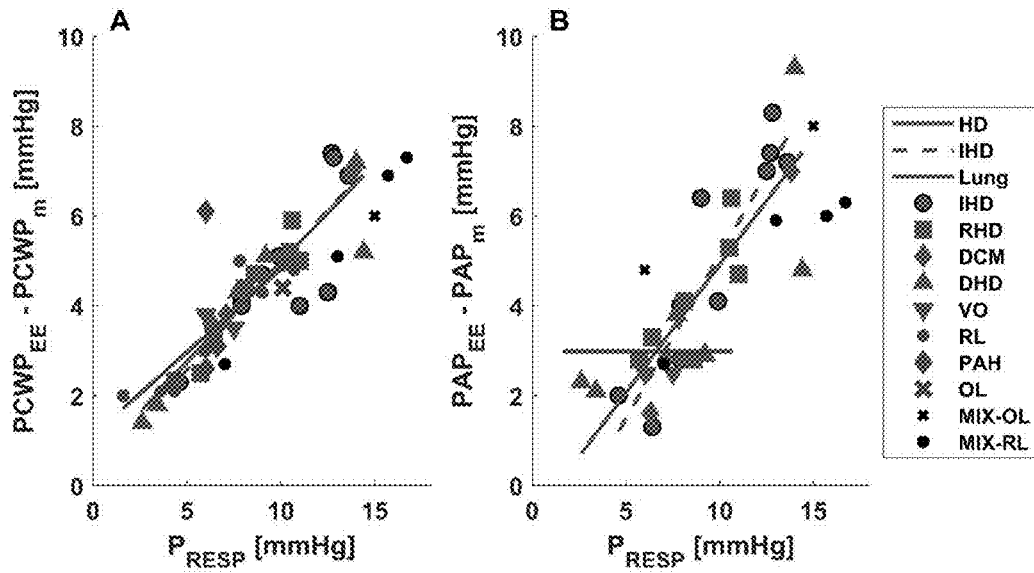 A
PCWP_EE - PCWP_m [mmHg]
10
8
6
4
2
0
0 5 10 15
P_RESP [mmHg]
B
PAP_EE - PAP_m [mmHg]
10
8
6
4
2
0
0 5 10 15
P_RESP [mmHg]
HD
IHD
Lung
IHD
RHD
DCM
DHD
VO
RL
PAH
OL
MIX-OL
MIX-RL